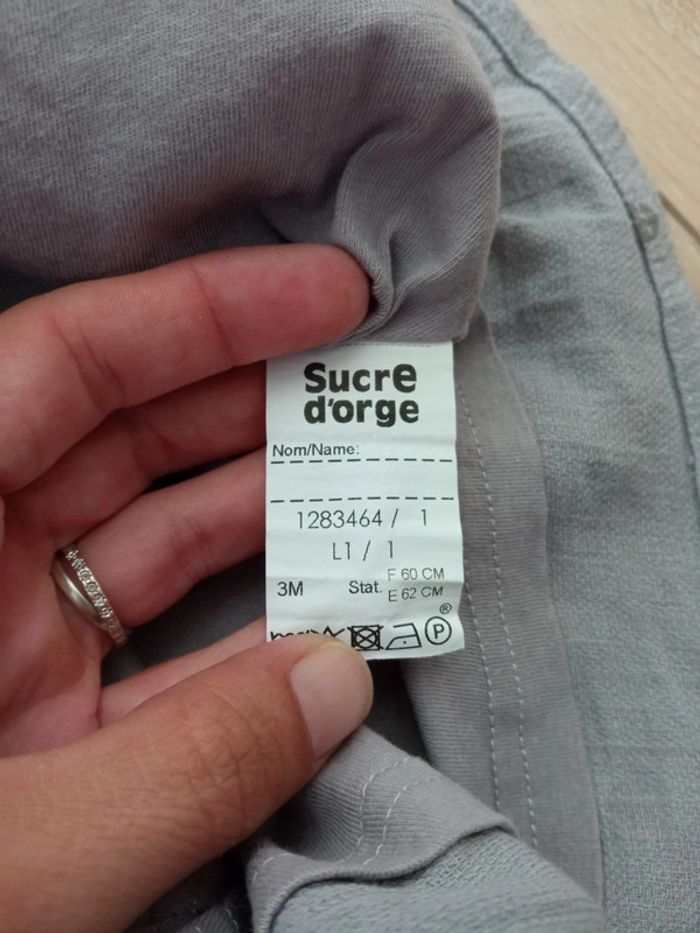 Sucre
d'orge
Nom/Name:
1283464 / 1
L1 / 1
3M Stat. F 60 CM
E 62 CM
®
P